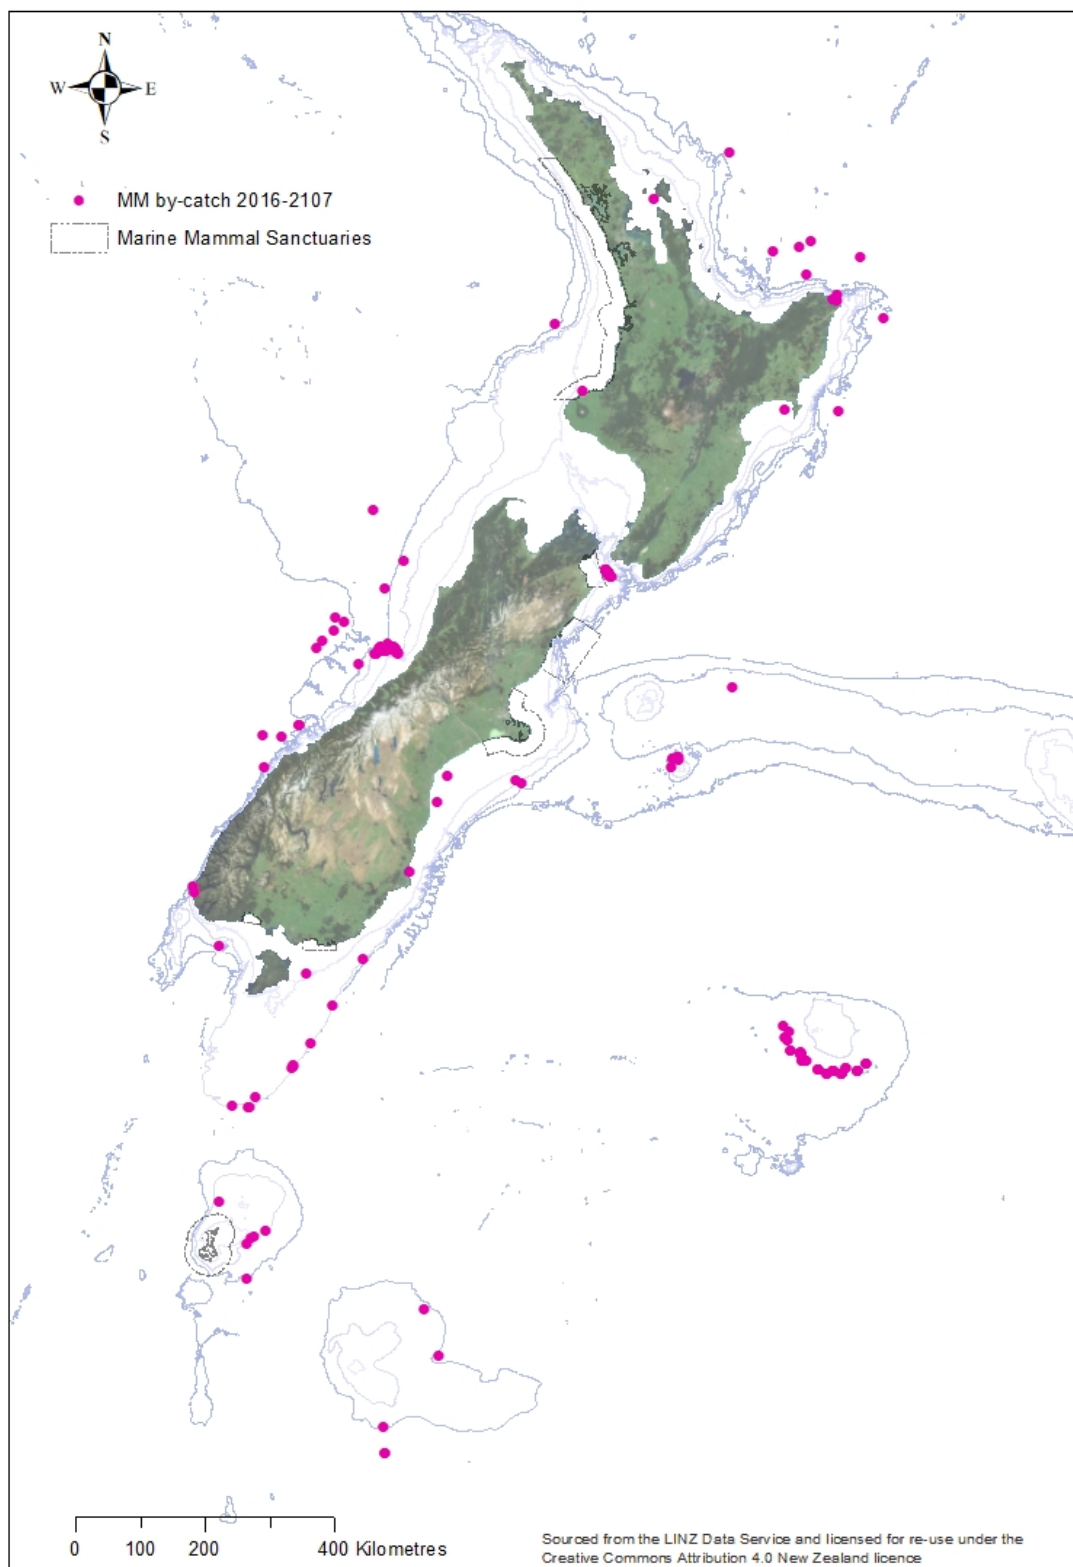 N
W E
S
MM by-catch 2016-2107
Marine Mammal Sanctuaries
0 100 200 400 Kilometres
Sourced from the LINZ Data Service and licensed for re-use under the
Creative Commons Attribution 4.0 New Zealand licence